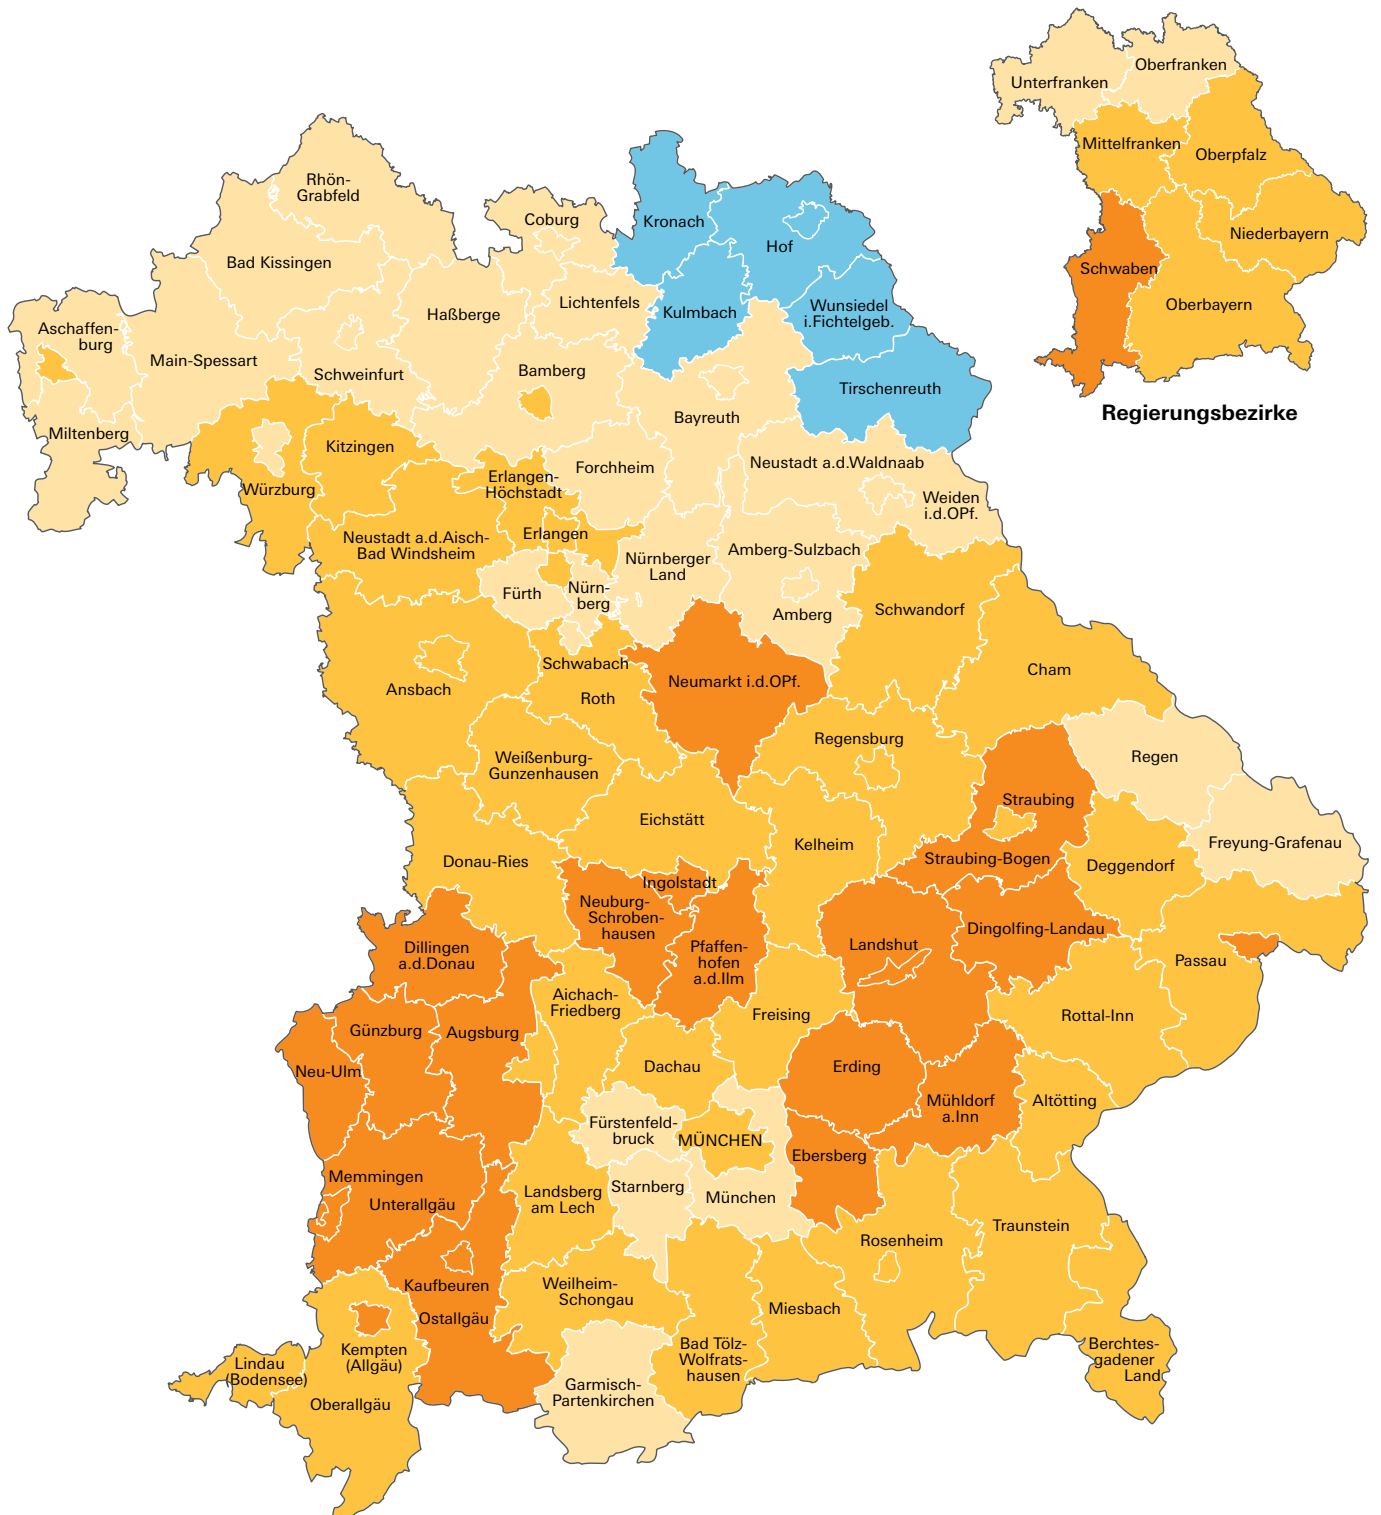 Unterfranken
Oberfranken
Mittelfranken
Oberpfalz
Niederbayern
Schwaben
Oberbayern
Regierungsbezirke
Rhön-
Grabfeld
Coburg
Kronach
Hof
Bad Kissingen
Haßberge
Lichtenfels
Kulmbach
Wunsiedel
i.Fichtelgeb.
Aschaffen-
burg
Main-Spessart
Schweinfurt
Bamberg
Tirschenreuth
Bayreuth
Miltenberg
Kitzingen
Forchheim
Neustadt a.d.Waldnaab
Würzburg
Erlangen-
Höchstadt
Weiden
i.d.OPf.
Neustadt a.d.Aisch-
Bad Windsheim
Erlangen
Nürnberger
Land
Amberg-Sulzbach
Fürth
Nürn-
berg
Amberg
Schwandorf
Schwabach
Ansbach
Roth
Neumarkt i.d.OPf.
Cham
Weißenburg-
Gunzenhausen
Regensburg
Regen
Eichstätt
Straubing
Kelheim
Freyung-Grafenau
Donau-Ries
Straubing-Bogen
Deggendorf
Ingolstadt
Neuburg-
Schroben-
hausen
Dillingen
a.d.Donau
Pfaffen-
hofen
a.d.Ilm
Landshut
Dingolfing-Landau
Passau
Aichach-
Friedberg
Freising
Rottal-Inn
Günzburg
Augsburg
Neu-Ulm
Dachau
Erding
Mühldorf
a.Inn
Altötting
Fürstenfeld-
bruck
MÜNCHEN
Ebersberg
Memmingen
Unterallgäu
Landsberg
am Lech
Starnberg
München
Traunstein
Rosenheim
Kaufbeuren
Ostallgäu
Weilheim-
Schongau
Miesbach
Kempten
(Allgäu)
Lindau
(Bodensee)
Oberallgäu
Garmisch-
Partenkirchen
Bad Tölz-
Wolfrats-
hausen
Berchtes-
gadener
Land